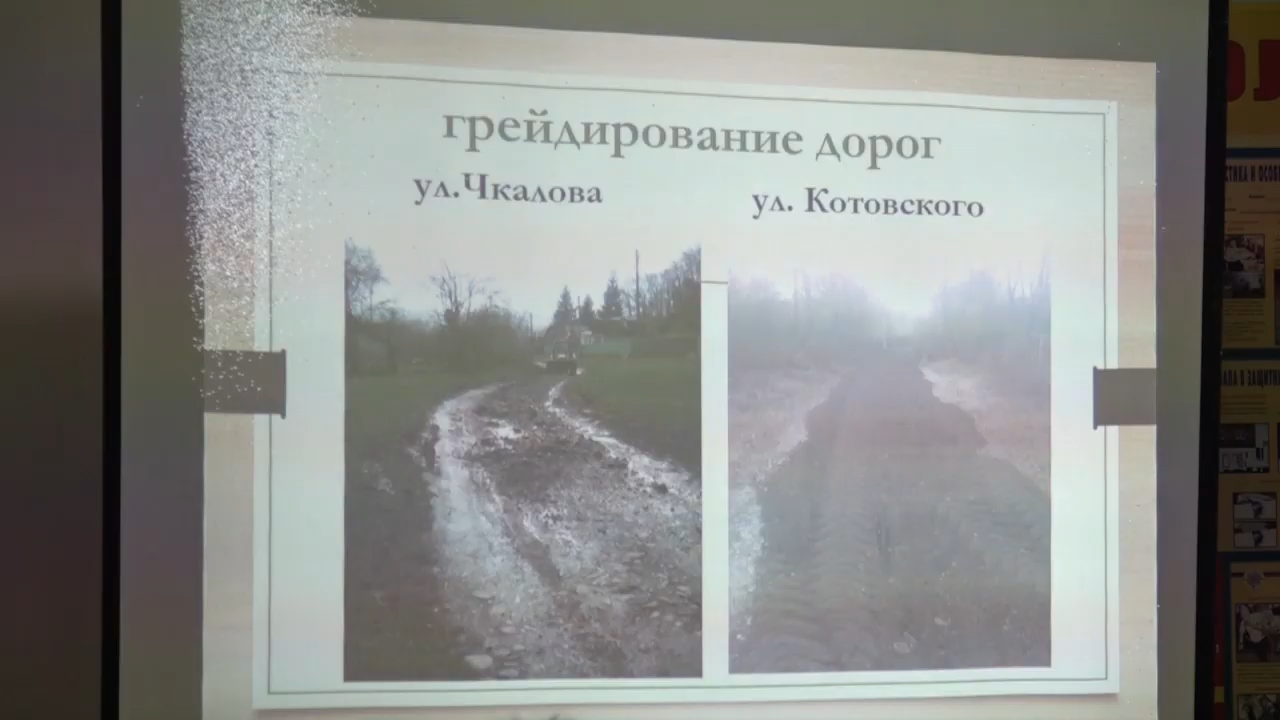 грейдирование дорог
ул.Чкалова
ул. Котовского